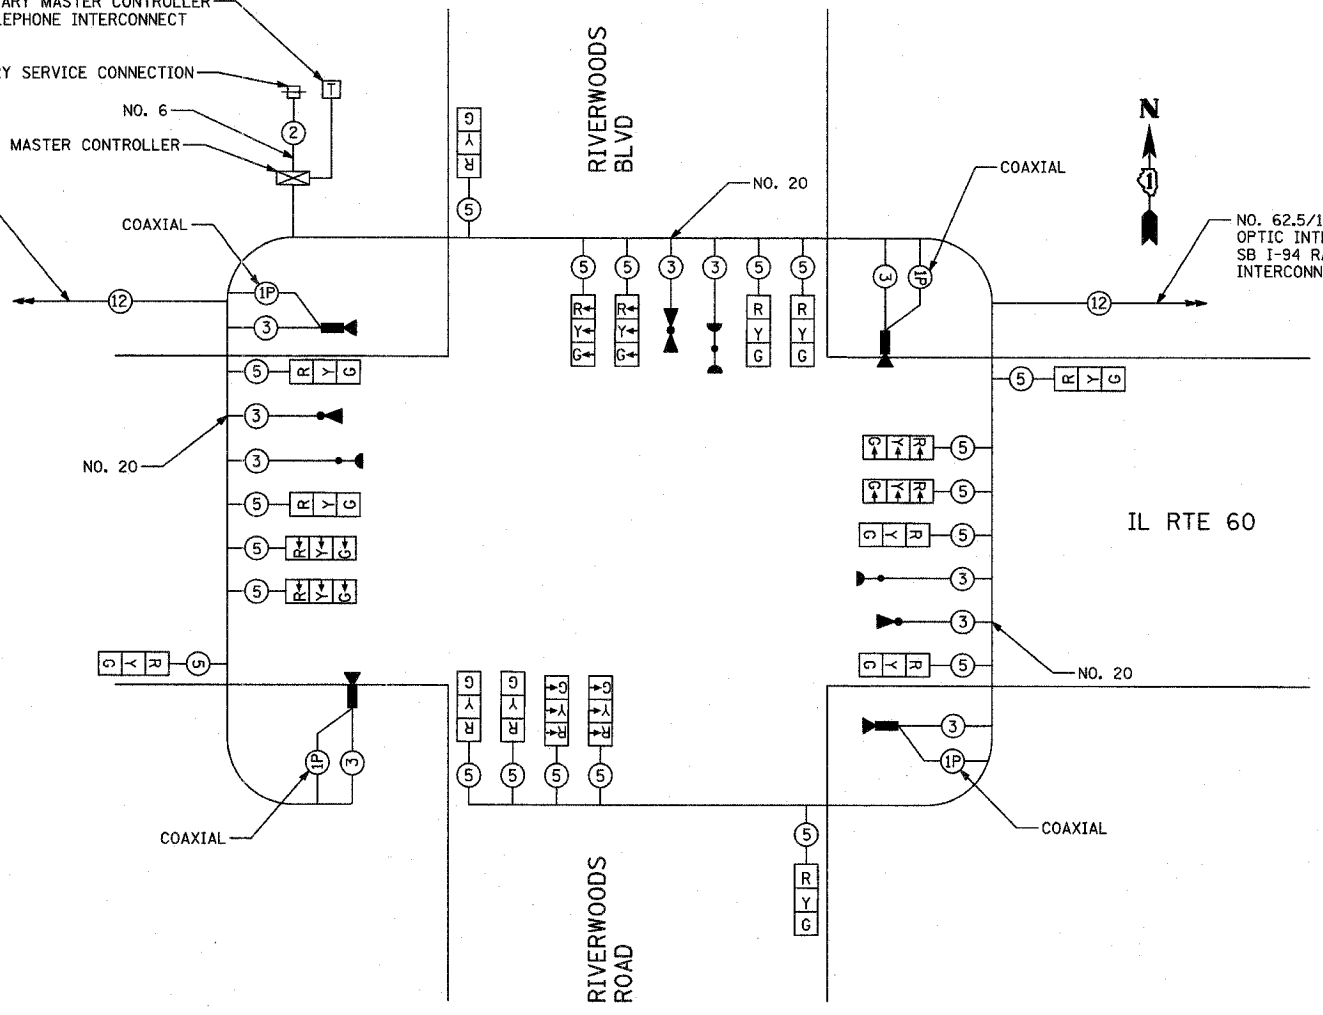 ARY MASTER CONTROLLER
LEPHONE INTERCONNECT
RY SERVICE CONNECTION
T
NO. 6
2
MASTER CONTROLLER
RIVERWOODS
BLVD
G Y R
5
NO. 20
COAXIAL
N
1
COAXIAL
NO. 62.5/1
OPTIC INT
SB I-94 R
INTERCONN
12
1P
3
5 5 3 3 5 5
R Y G
R Y G
R Y G
R Y G
3
1P
12
5 R Y G
5 R Y G
NO. 20
3
3
5 R Y G
5 R Y G
5 R Y G
G Y R 5
G Y R 5
G Y R 5
G Y R 5
3
3
G Y R 5
NO. 20
IL RTE 60
G Y R
G Y R
G Y R
G Y R
5 5 5 5
1P
3
COAXIAL
3
1P
COAXIAL
5
R
Y
G
RIVERWOODS
ROAD